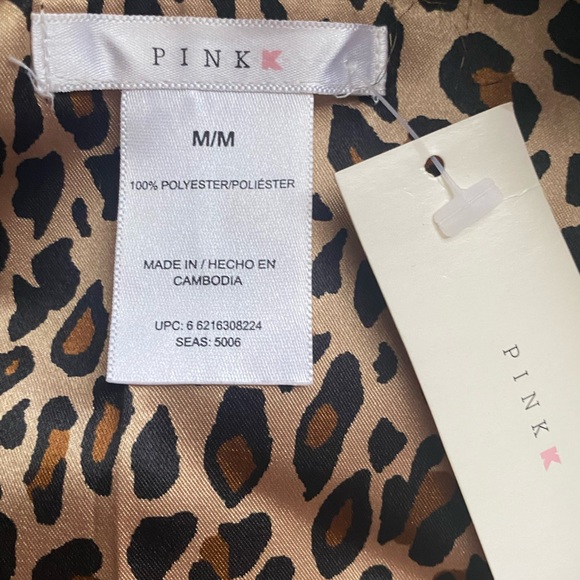 PINK K
M/M
100% POLYESTER/POLIÉSTER
MADE IN / HECHO EN
CAMBODIA
UPC: 6 6216308224
SEAS: 5006
PINK K